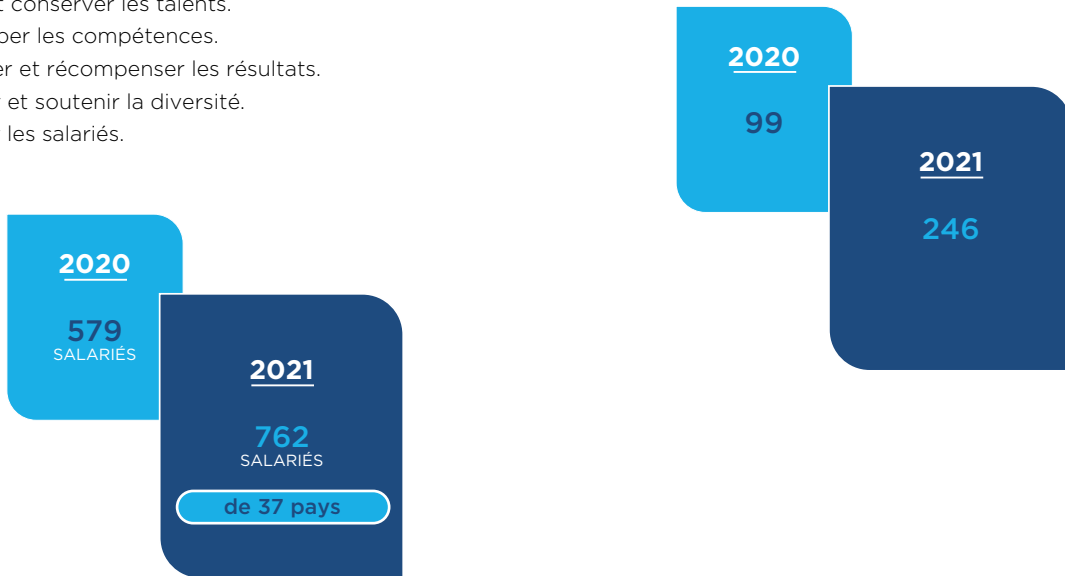 t conserver les talents.
per les compétences.
er et récompenser les résultats.
et soutenir la diversité.
les salariés.
2020
99
2021
246
2020
579
SALARIÉS
2021
762
SALARIÉS
de 37 pays